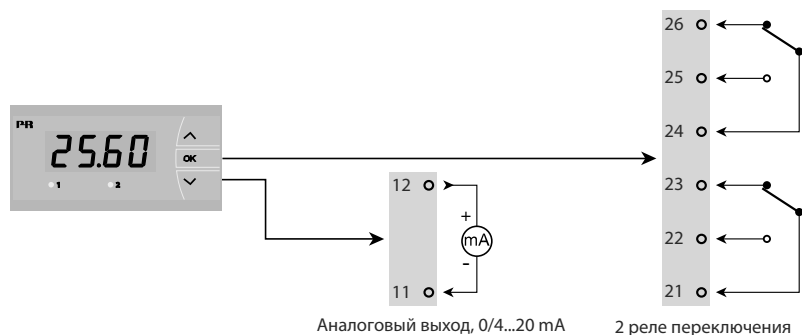 PR
25.60
1
2
OK
12
+
mA
-
11
Аналоговый выход, 0/4...20 mA
26
25
24
23
22
21
2 реле переключения